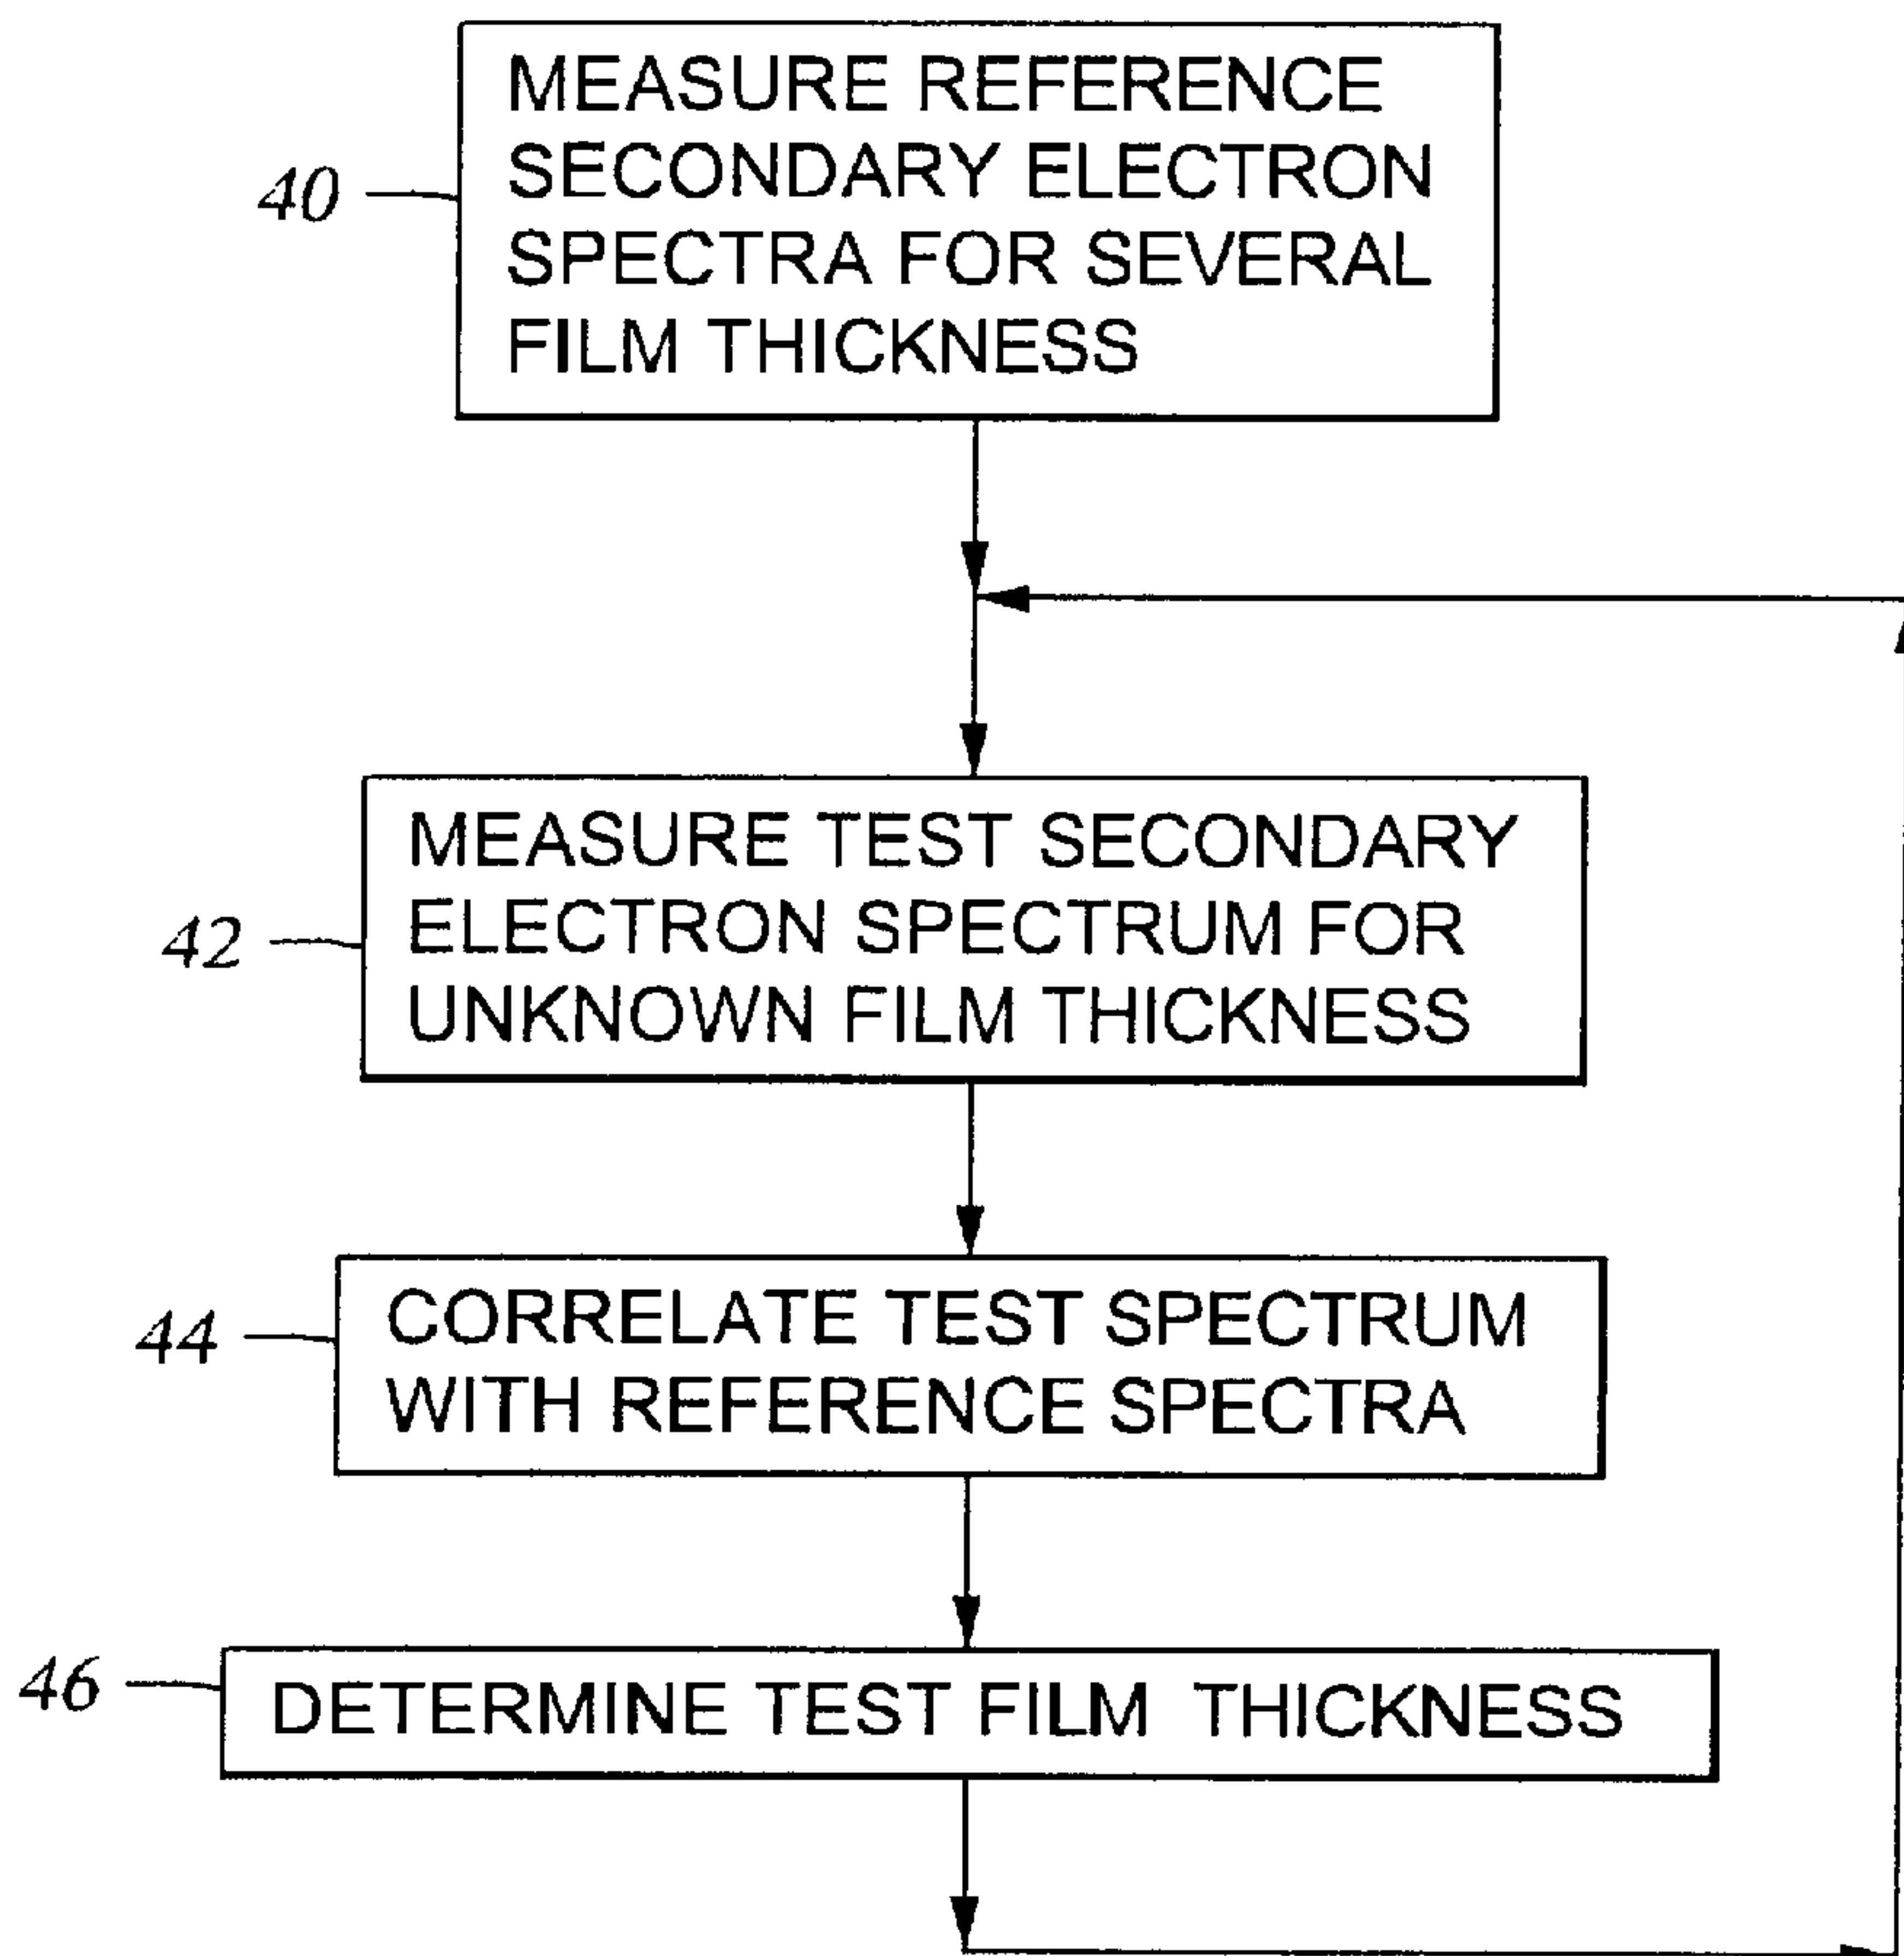 MEASURE REFERENCE
SECONDARY ELECTRON
SPECTRA FOR SEVERAL
FILM THICKNESS
40
MEASURE TEST SECONDARY
ELECTRON SPECTRUM FOR
UNKNOWN FILM THICKNESS
42
CORRELATE TEST SPECTRUM
WITH REFERENCE SPECTRA
44
DETERMINE TEST FILM THICKNESS
46